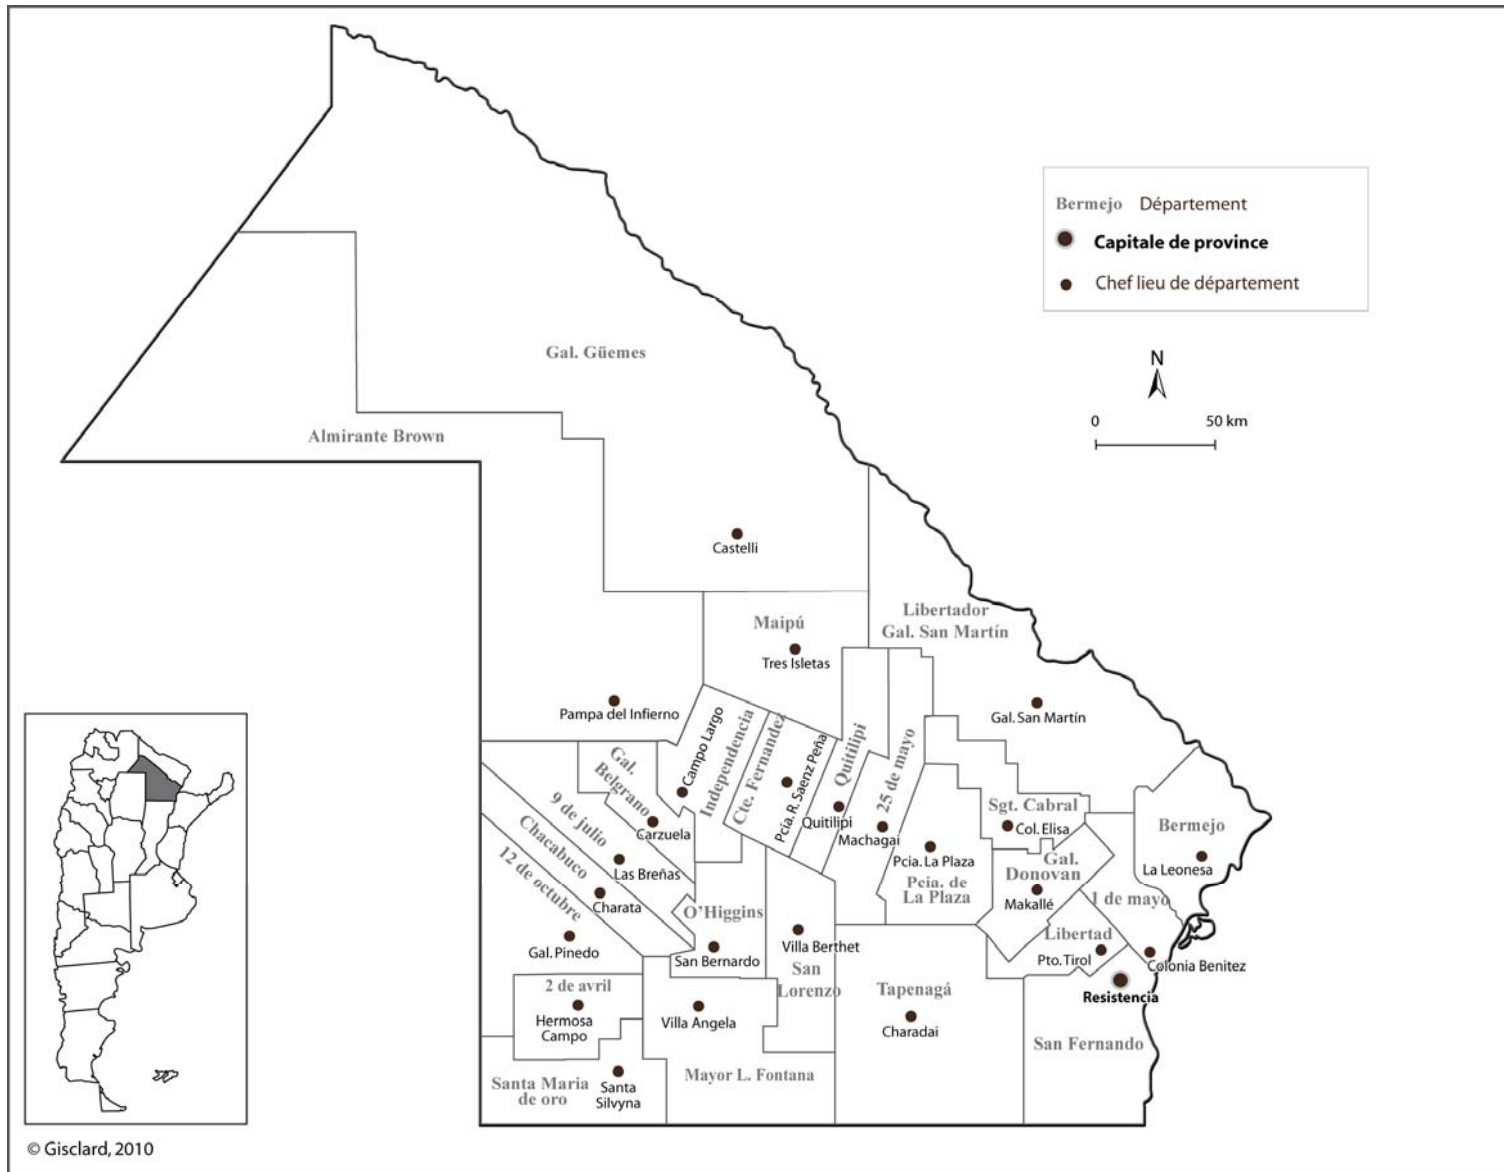 Bermejo Département
Capitale de province
Chef lieu de département
N
0 50 km
Gal. Güemes
Almirante Brown
Castelli
Libertador
Gal. San Martín
Maipú
Tres Isletas
Pampa del Infierno
Gal. San Martín
Campo Largo
Independencia
Cte. Fernandez
Pcia. R. Saenz Peña
Quitilipi
Quitilipi
25 de mayo
Machagai
Gal.
Belgrano
Carzuela
9 de julio
Las Breñas
Chacabuco
Charata
12 de octubre
Gal. Pinedo
Sgt. Cabral
Col. Elisa
Bermejo
La Leonesa
Pcia. La Plaza
Pcia. de
La Plaza
Gal.
Donovan
Makallé
1 de mayo
Libertad
Pto. Tirol
Colonia Benitez
Resistencia
O'Higgins
San Bernardo
Villa Berthet
San
Lorenzo
Tapenagá
Charadai
San Fernando
2 de avril
Hermosa
Campo
Villa Angela
Mayor L. Fontana
Santa Maria
de oro
Santa
Silvyna
© Gisclard, 2010